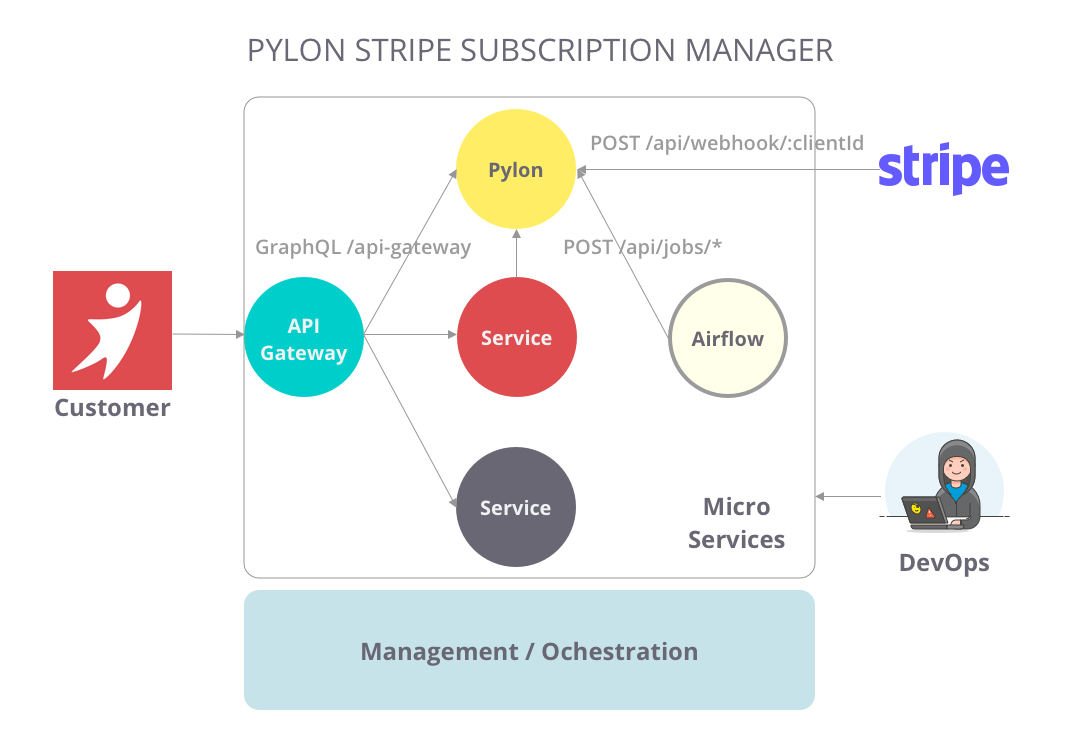 PYLON STRIPE SUBSCRIPTION MANAGER
POST /api/webhook/:clientId
stripe
Pylon
GraphQL /api-gateway
POST /api/jobs/*
API
Gateway
Service
Airflow
Customer
Service
Micro
Services
DevOps
Management / Ochestration